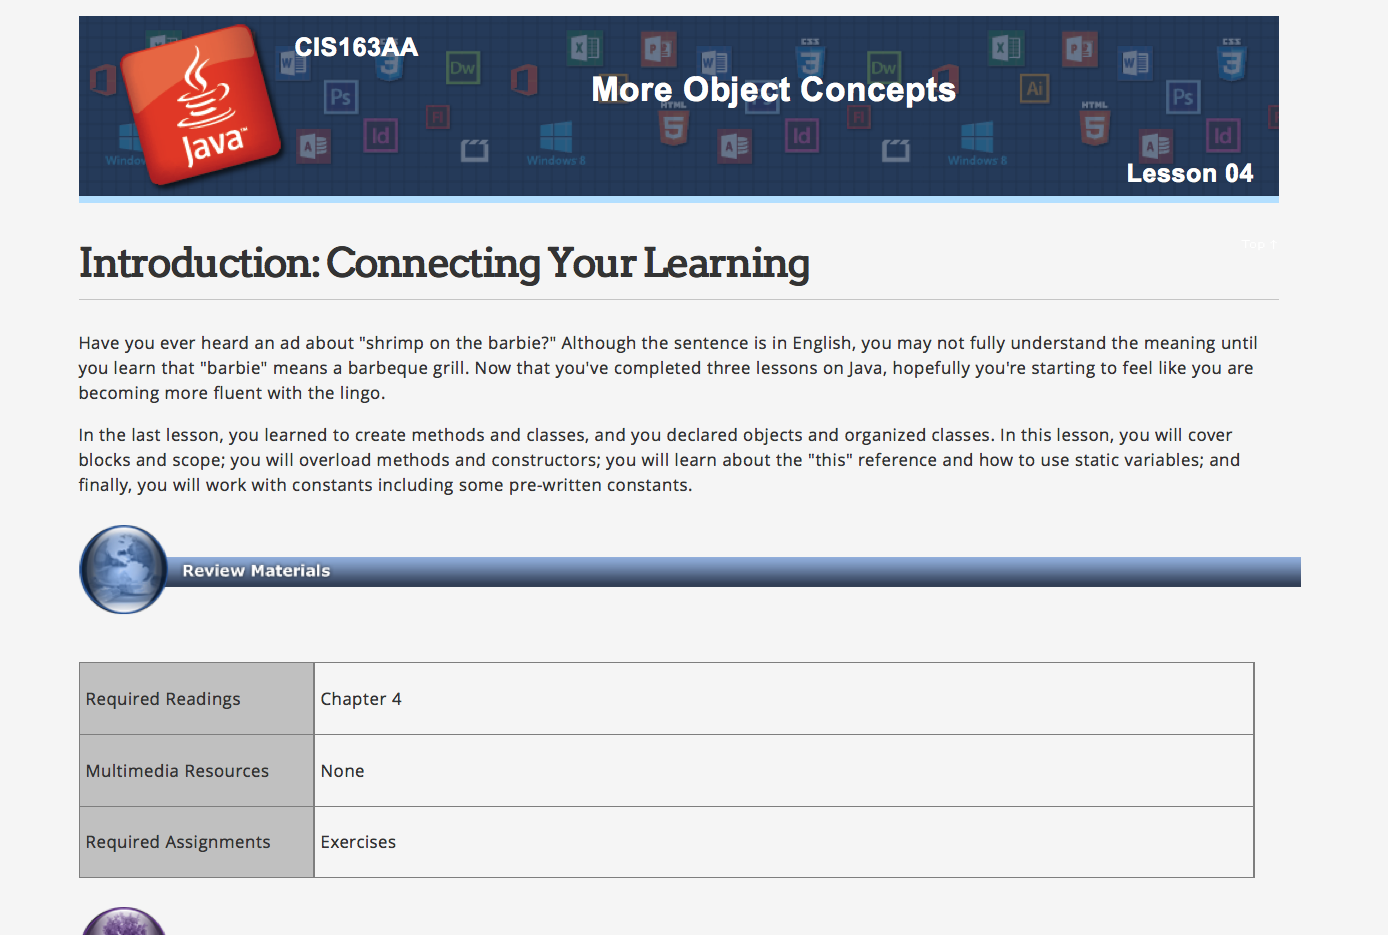 CIS163AA
More Object Concepts
Lesson 04
Java™
Top ↑
Introduction: Connecting Your Learning
Have you ever heard an ad about "shrimp on the barbie?" Although the sentence is in English, you may not fully understand the meaning until
you learn that "barbie" means a barbeque grill. Now that you've completed three lessons on Java, hopefully you're starting to feel like you are
becoming more fluent with the lingo.
In the last lesson, you learned to create methods and classes, and you declared objects and organized classes. In this lesson, you will cover
blocks and scope; you will overload methods and constructors; you will learn about the "this" reference and how to use static variables; and
finally, you will work with constants including some pre-written constants.
Review Materials
Required Readings Chapter 4
Multimedia Resources None
Required Assignments Exercises